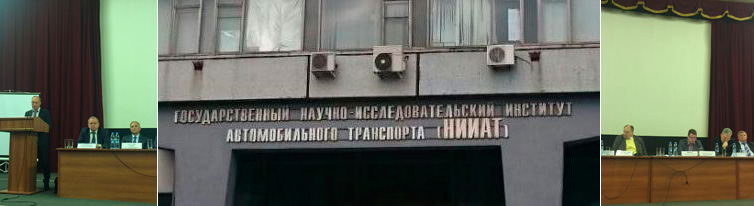 ГОСУДАРСТВЕННЫЙ НАУЧНО-ИССЛЕДОВАТЕЛЬСКИЙ ИНСТИТУТ
АВТОМОБИЛЬНОГО ТРАНСПОРТА (НИИАТ)